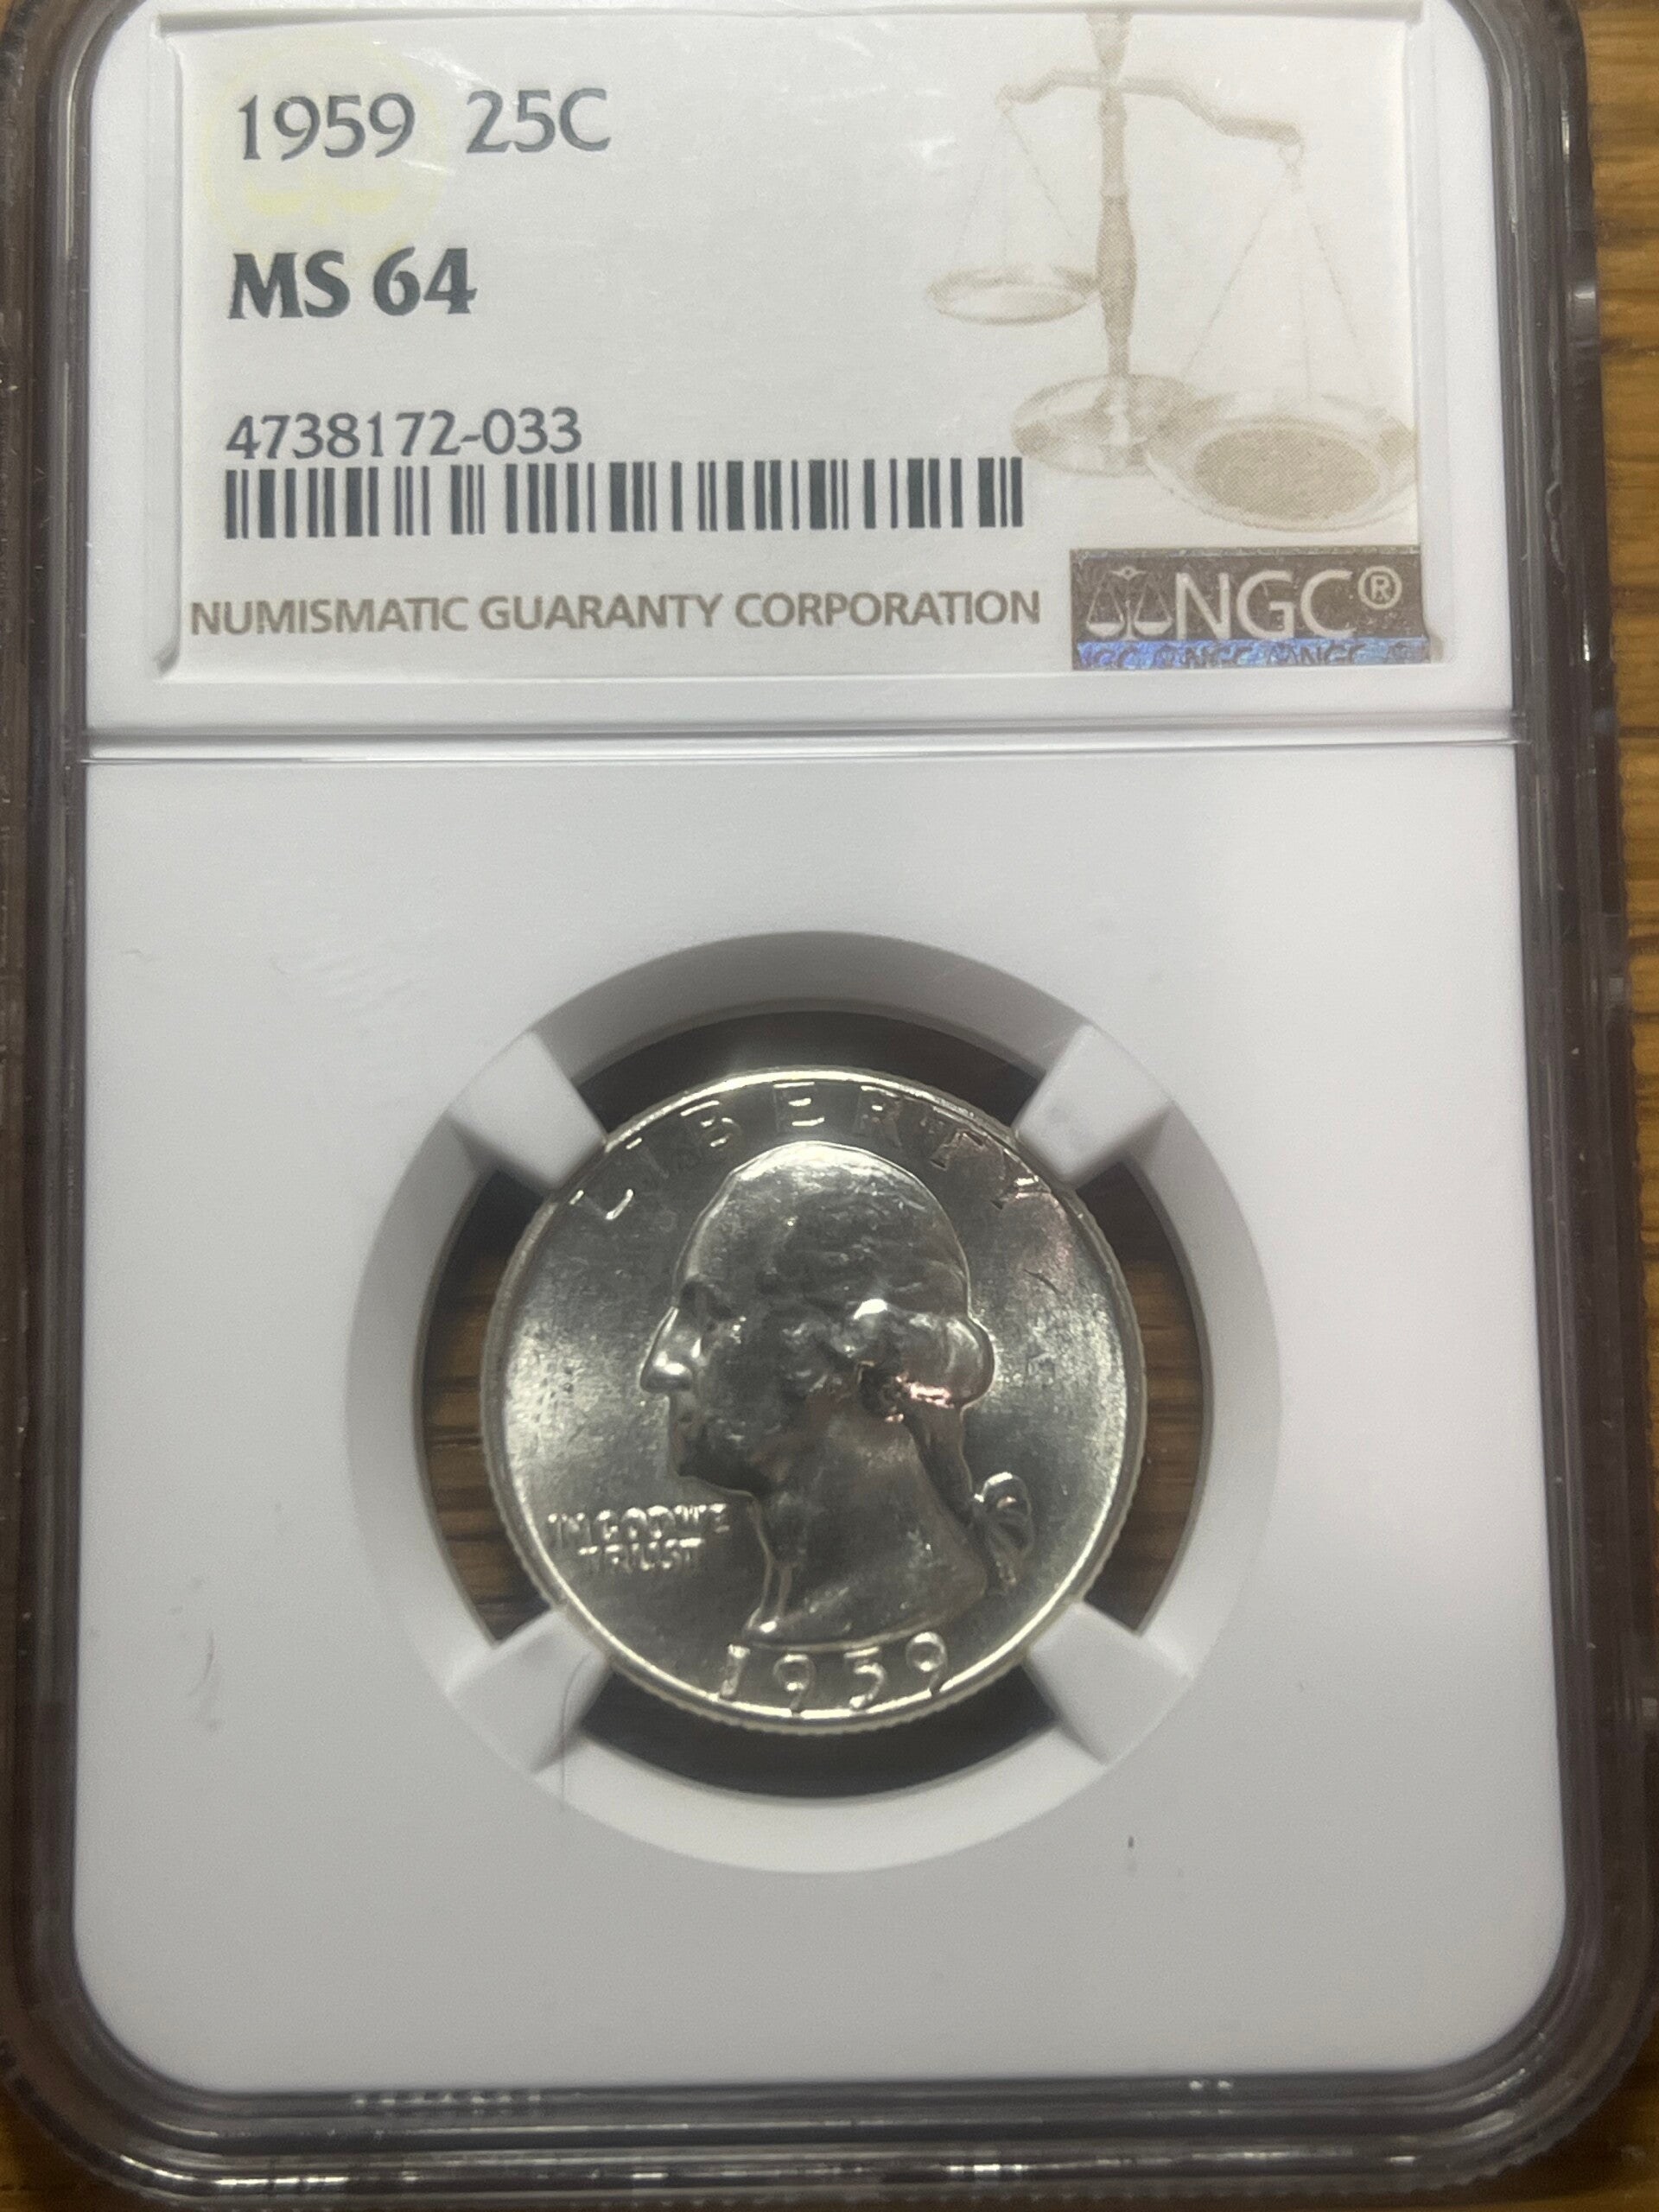 1959 25C
MS 64
4738172-033
NUMISMATIC GUARANTY CORPORATION
NGC®
LIBERTY
IN GOD WE
TRUST
1959